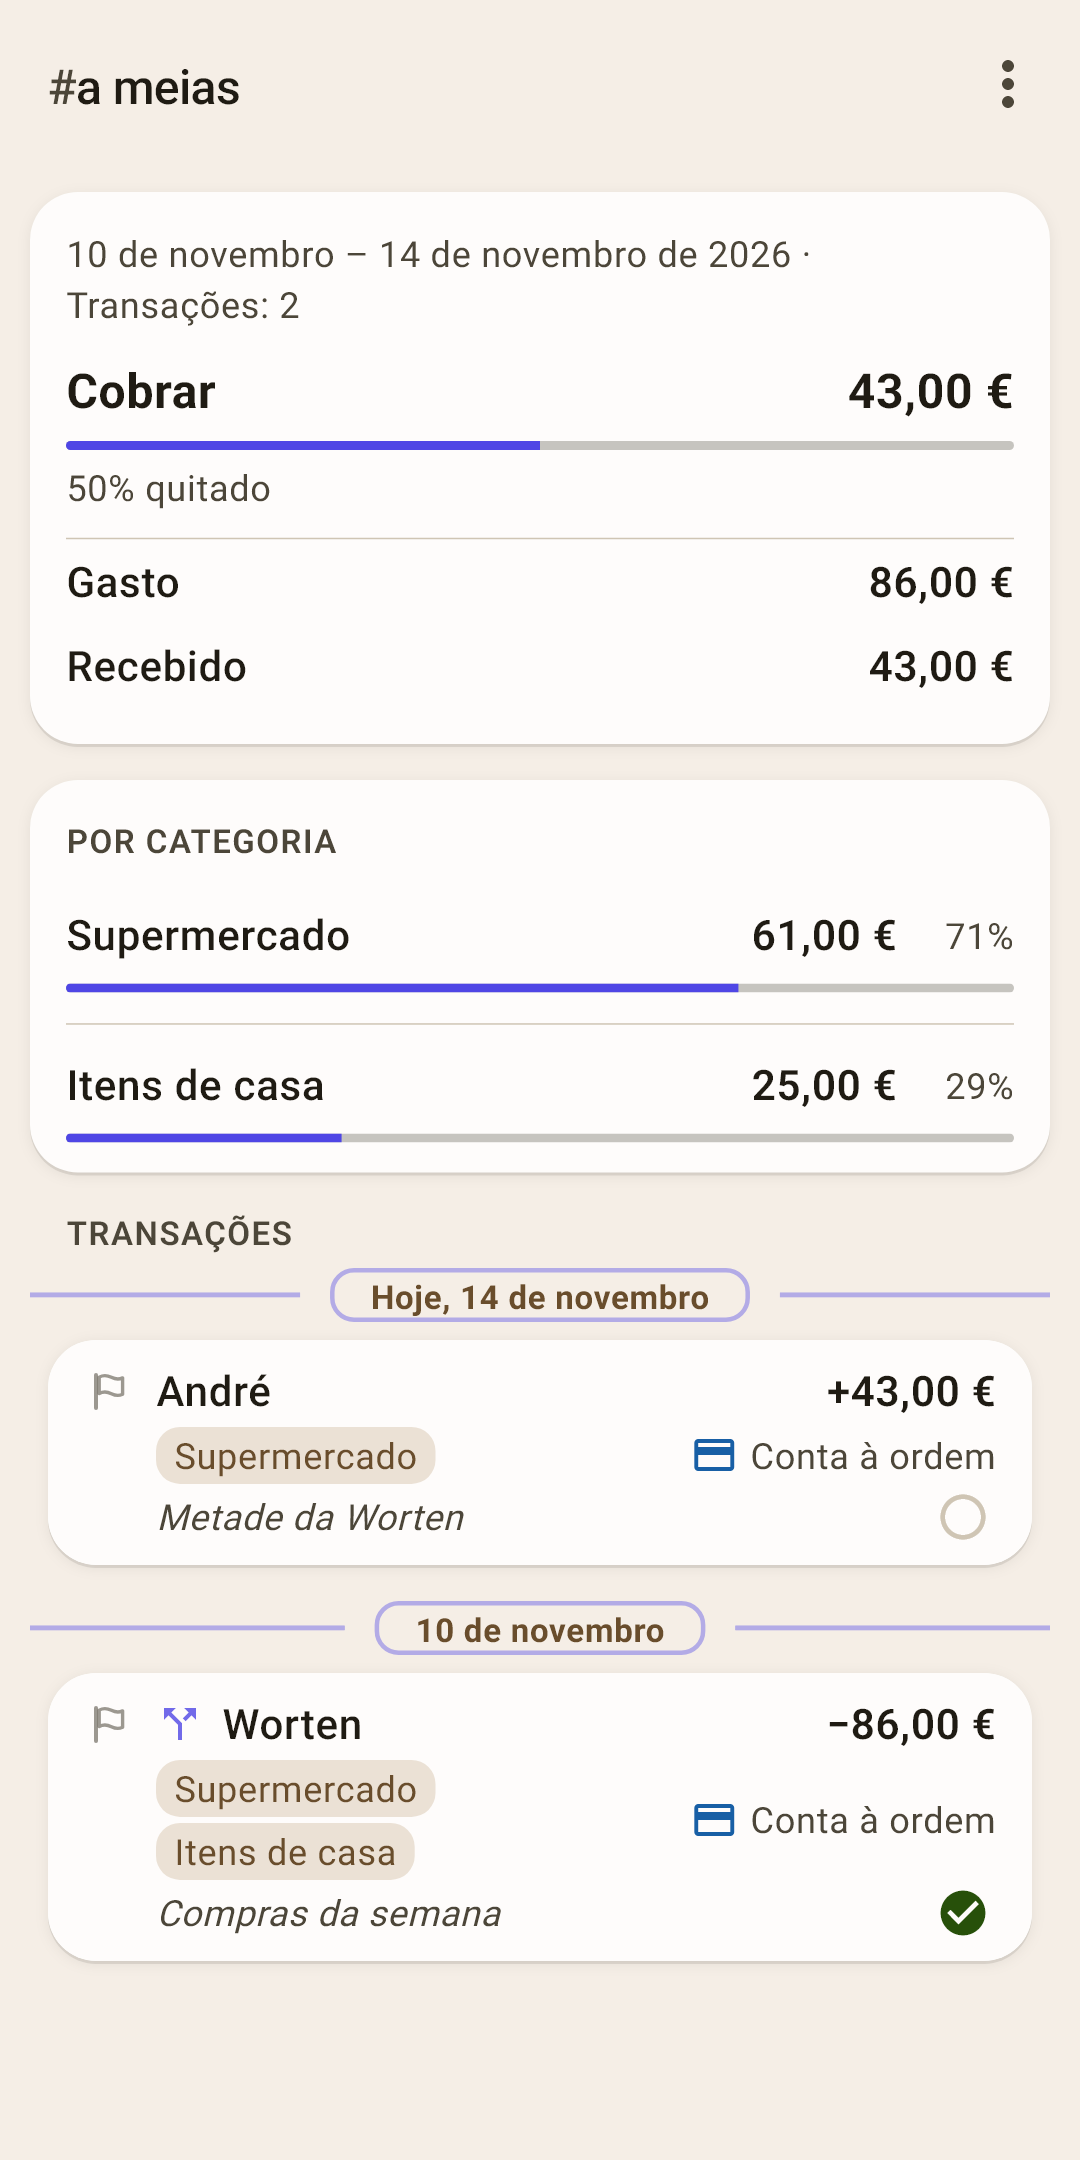 #a meias
10 de novembro – 14 de novembro de 2026 ·
Transações: 2
Cobrar 43,00 €
50% quitado
Gasto 86,00 €
Recebido 43,00 €
POR CATEGORIA
Supermercado 61,00 € 71%
Itens de casa 25,00 € 29%
TRANSAÇÕES
Hoje, 14 de novembro
André +43,00 €
Supermercado Conta à ordem
Metade da Worten
10 de novembro
Worten −86,00 €
Supermercado
Conta à ordem
Itens de casa
Compras da semana